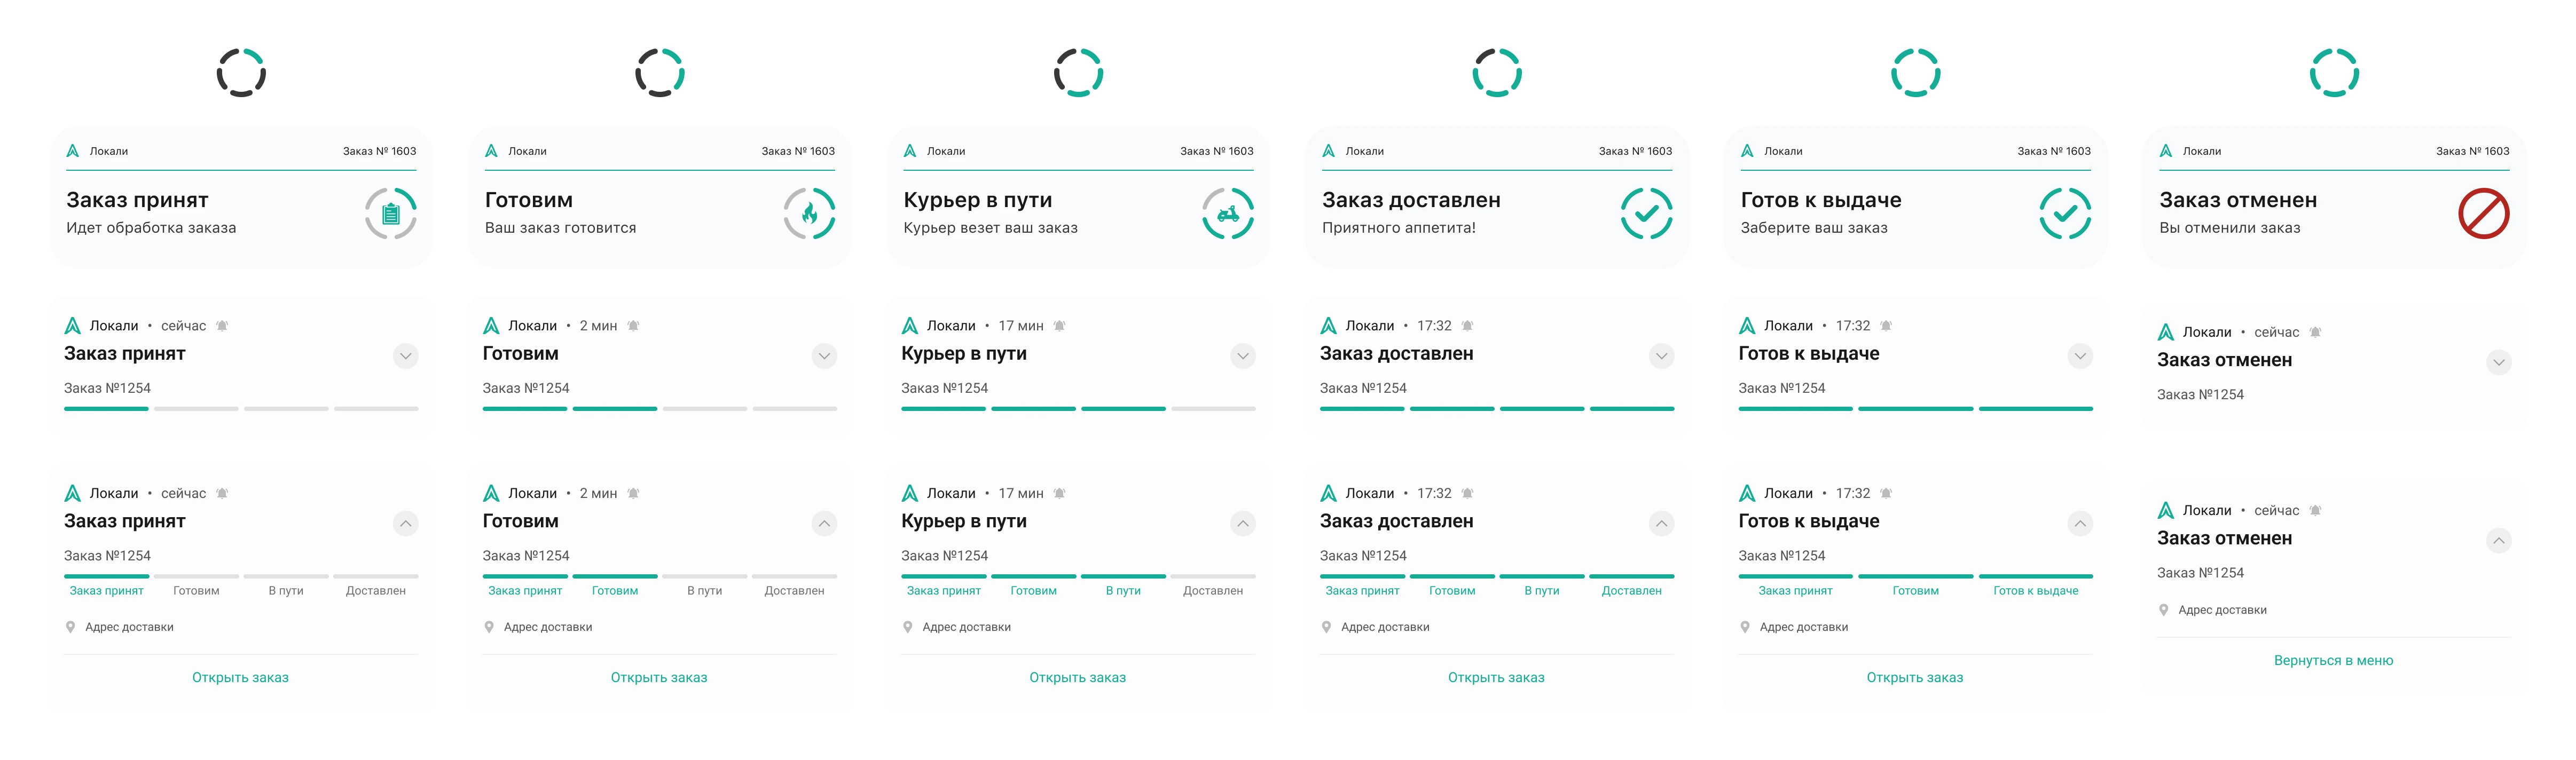 Локали
Заказ № 1603
Заказ принят
Идет обработка заказа
Локали
Заказ № 1603
Готовим
Ваш заказ готовится
Локали
Заказ № 1603
Курьер в пути
Курьер везет ваш заказ
Локали
Заказ № 1603
Заказ доставлен
Приятного аппетита!
Локали
Заказ № 1603
Готов к выдаче
Заберите ваш заказ
Локали
Заказ № 1603
Заказ отменен
Вы отменили заказ
Локали • сейчас
Заказ принят
Заказ №1254
Локали • 2 мин
Готовим
Заказ №1254
Локали • 17 мин
Курьер в пути
Заказ №1254
Локали • 17:32
Заказ доставлен
Заказ №1254
Локали • 17:32
Готов к выдаче
Заказ №1254
Локали • сейчас
Заказ отменен
Заказ №1254
Локали • сейчас
Заказ принят
Заказ №1254
Заказ принят Готовим В пути Доставлен
Адрес доставки
Открыть заказ
Локали • 2 мин
Готовим
Заказ №1254
Заказ принят Готовим В пути Доставлен
Адрес доставки
Открыть заказ
Локали • 17 мин
Курьер в пути
Заказ №1254
Заказ принят Готовим В пути Доставлен
Адрес доставки
Открыть заказ
Локали • 17:32
Заказ доставлен
Заказ №1254
Заказ принят Готовим В пути Доставлен
Адрес доставки
Открыть заказ
Локали • 17:32
Готов к выдаче
Заказ №1254
Заказ принят Готовим Готов к выдаче
Адрес доставки
Открыть заказ
Локали • сейчас
Заказ отменен
Заказ №1254
Адрес доставки
Вернуться в меню